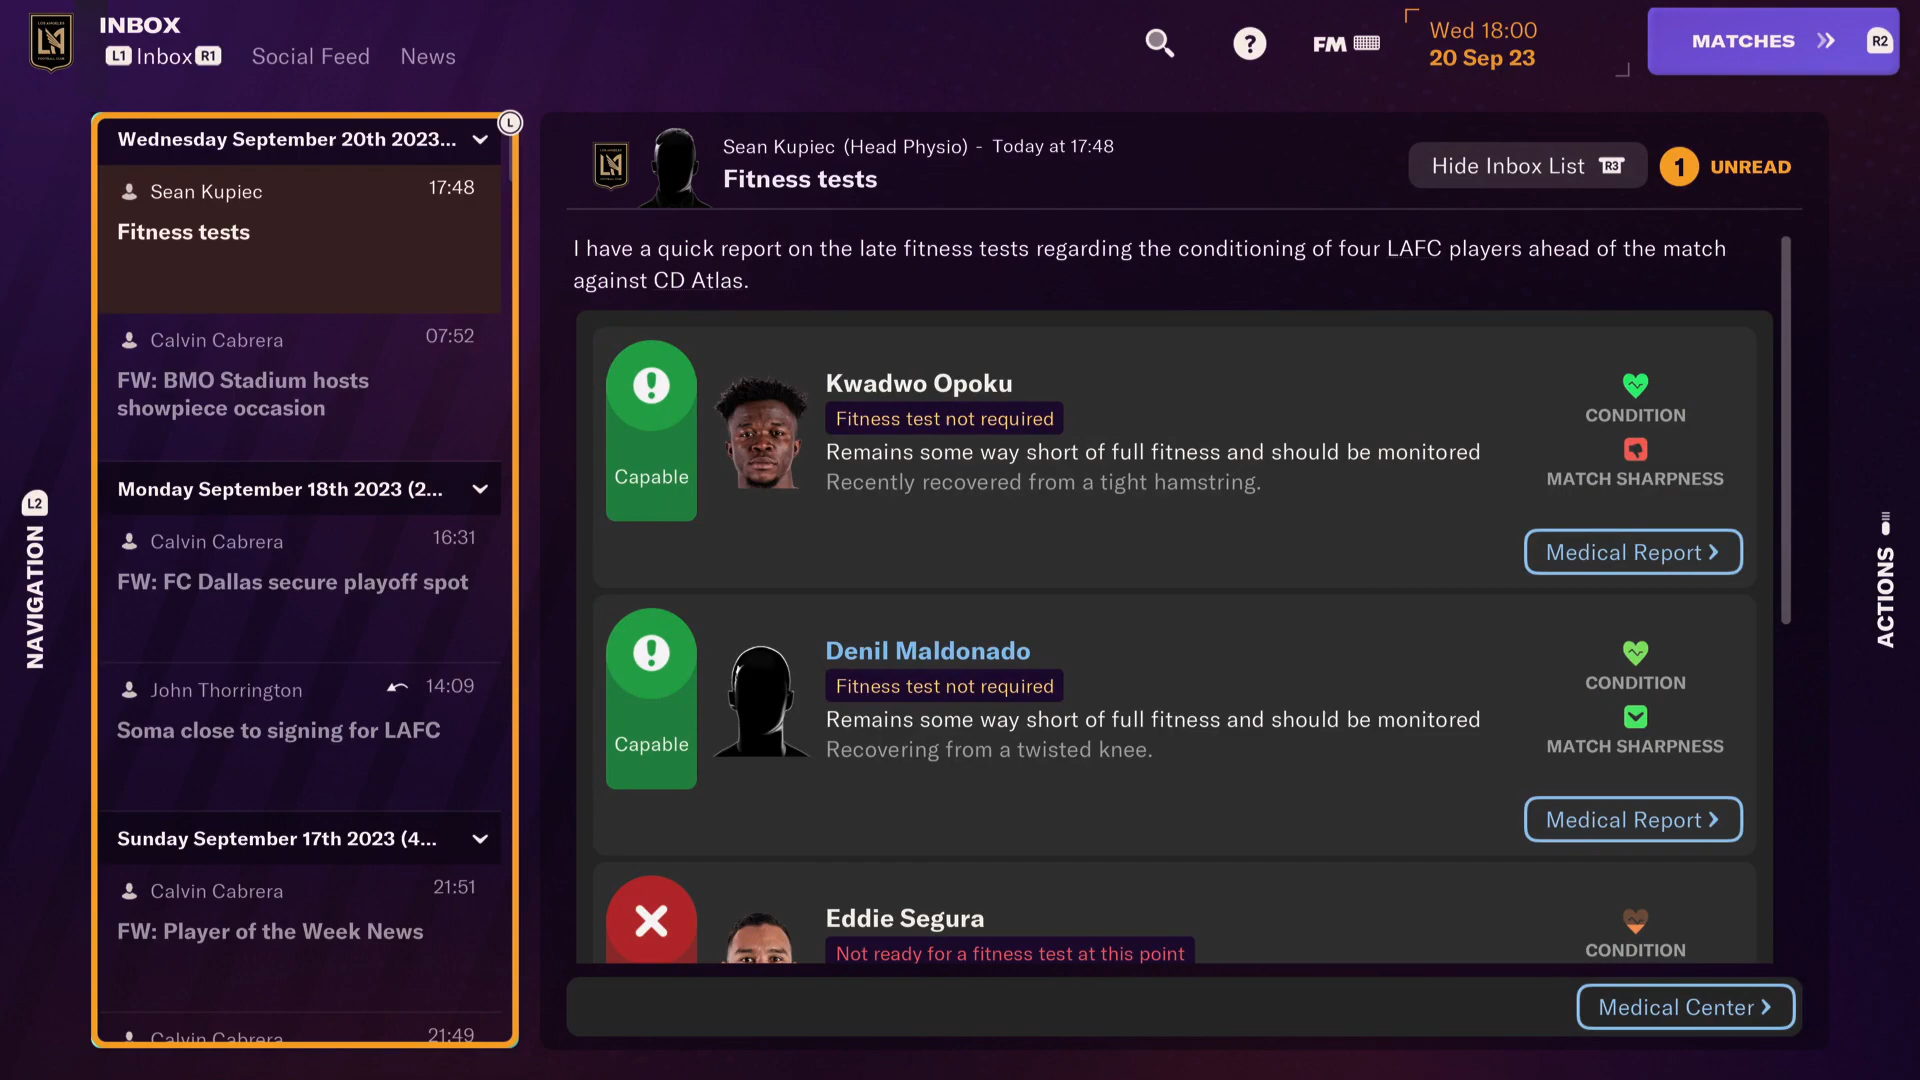 INBOX
L1 Inbox R1 Social Feed News
?
FM
Wed 18:00
20 Sep 23
MATCHES
R2
Wednesday September 20th 2023...
L
Sean Kupiec 17:48
Fitness tests
Calvin Cabrera 07:52
FW: BMO Stadium hosts
showpiece occasion
Monday September 18th 2023 (2...
Calvin Cabrera 16:31
FW: FC Dallas secure playoff spot
John Thorrington 14:09
Soma close to signing for LAFC
Sunday September 17th 2023 (4...
Calvin Cabrera 21:51
FW: Player of the Week News
Calvin Cabrera 21:49
L2
NAVIGATION
Sean Kupiec (Head Physio) - Today at 17:48
Fitness tests
Hide Inbox List R3
1 UNREAD
I have a quick report on the late fitness tests regarding the conditioning of four LAFC players ahead of the match
against CD Atlas.
Capable
Kwadwo Opoku
Fitness test not required
Remains some way short of full fitness and should be monitored
Recently recovered from a tight hamstring.
CONDITION
MATCH SHARPNESS
Medical Report
Capable
Denil Maldonado
Fitness test not required
Remains some way short of full fitness and should be monitored
Recovering from a twisted knee.
CONDITION
MATCH SHARPNESS
Medical Report
Eddie Segura
Not ready for a fitness test at this point
CONDITION
Medical Center
ACTIONS